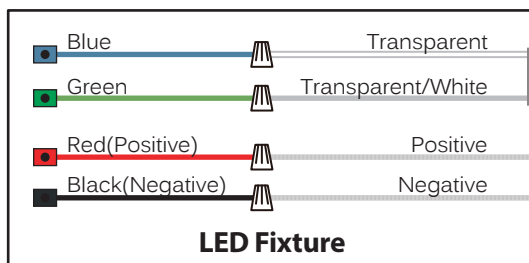 Blue Transparent
Green Transparent/White
Red(Positive) Positive
Black(Negative) Negative
LED Fixture